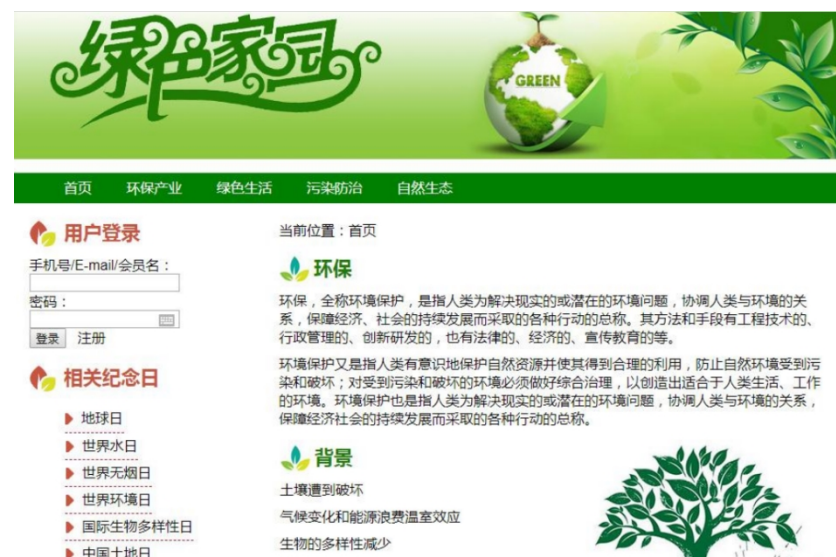 绿色家园
GREEN
首页 环保产业 绿色生活 污染防治 自然生态
用户登录
手机号/E-mail/会员名：
密码：
登录 注册
相关纪念日
地球日
世界水日
世界无烟日
世界环境日
国际生物多样性日
中国土地日
当前位置：首页
环保
环保，全称环境保护，是指人类为解决现实的或潜在的环境问题，协调人类与环境的关
系，保障经济、社会的持续发展而采取的各种行动的总称。其方法和手段有工程技术的、
行政管理的、创新研发的，也有法律的、经济的、宣传教育的等。
环境保护又是指人类有意识地保护自然资源并使其得到合理的利用，防止自然环境受到污
染和破坏；对受到污染和破坏的环境必须做好综合治理，以创造出适合于人类生活、工作
的环境。环境保护也是指人类为解决现实的或潜在的环境问题，协调人类与环境的关系，
保障经济社会的持续发展而采取的各种行动的总称。
背景
土壤遭到破坏
气候变化和能源浪费温室效应
生物的多样性减少